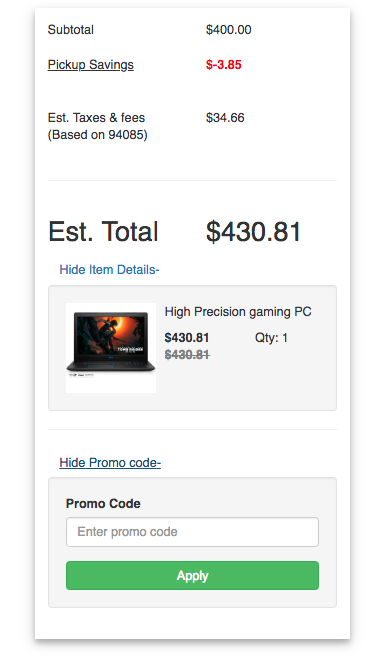 Subtotal $400.00
Pickup Savings $-3.85
Est. Taxes & fees $34.66
(Based on 94085)
Est. Total $430.81
Hide Item Details-
High Precision gaming PC
$430.81 Qty: 1
$430.81
TOMB RAIDER
Hide Promo code-
Promo Code
Enter promo code
Apply